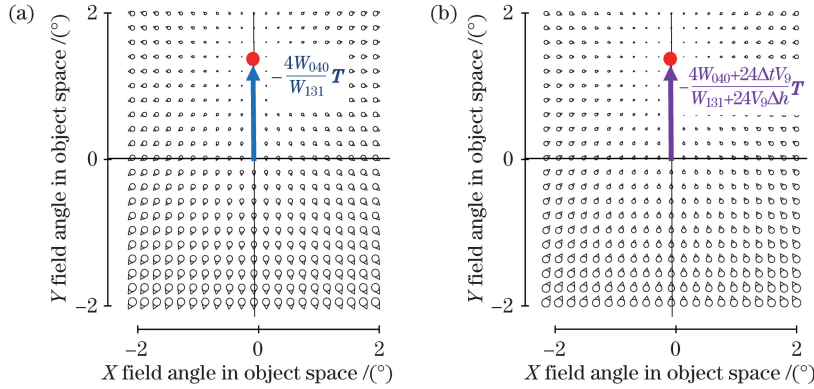 (a)
2
0
−2
Y field angle in object space /(°)
−4W040/W131 T
−2 0 2
X field angle in object space /(°)
(b)
2
0
−2
Y field angle in object space /(°)
−4W040+24ΔtV9/W131+24V9Δh T
−2 0 2
X field angle in object space /(°)